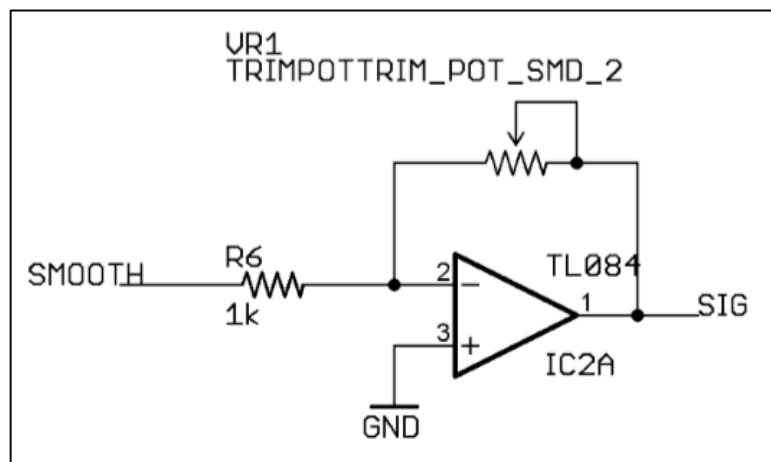 VR1
TRIMPOTTRIM_POT_SMD_2
SMOOTH
R6
1k
2
3
TL084
1
SIG
IC2A
GND